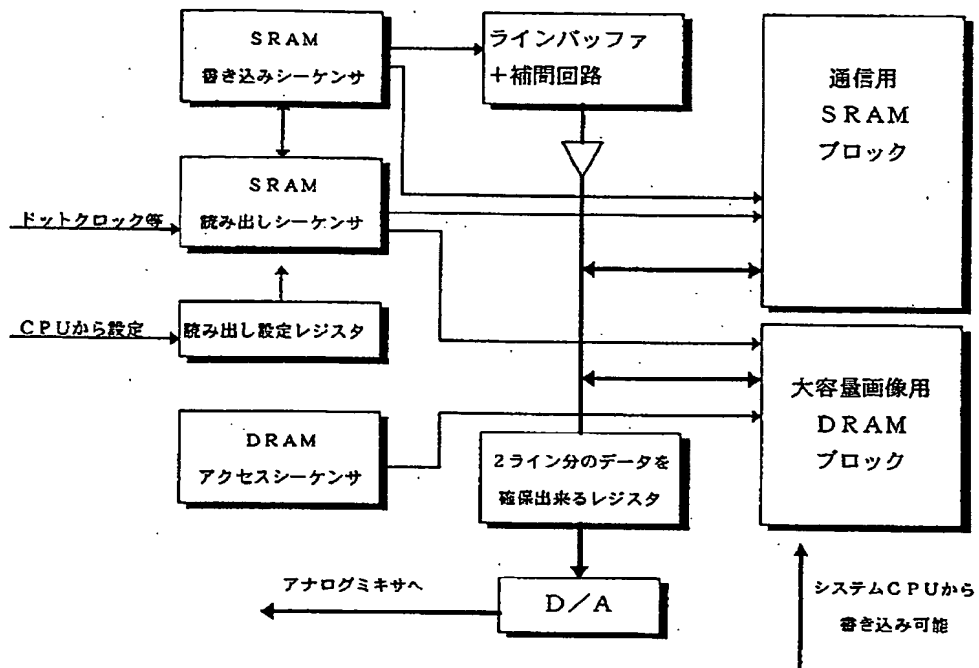 SRAM
書き込みシーケンサ
ラインバッファ
+補間回路
通信用
SRAM
ブロック
SRAM
読み出しシーケンサ
ドットクロック等
CPUから設定
読み出し設定レジスタ
大容量画像用
DRAM
ブロック
DRAM
アクセスシーケンサ
2ライン分のデータを
確保出来るレジスタ
アナログミキサへ
D/A
システムCPUから
書き込み可能